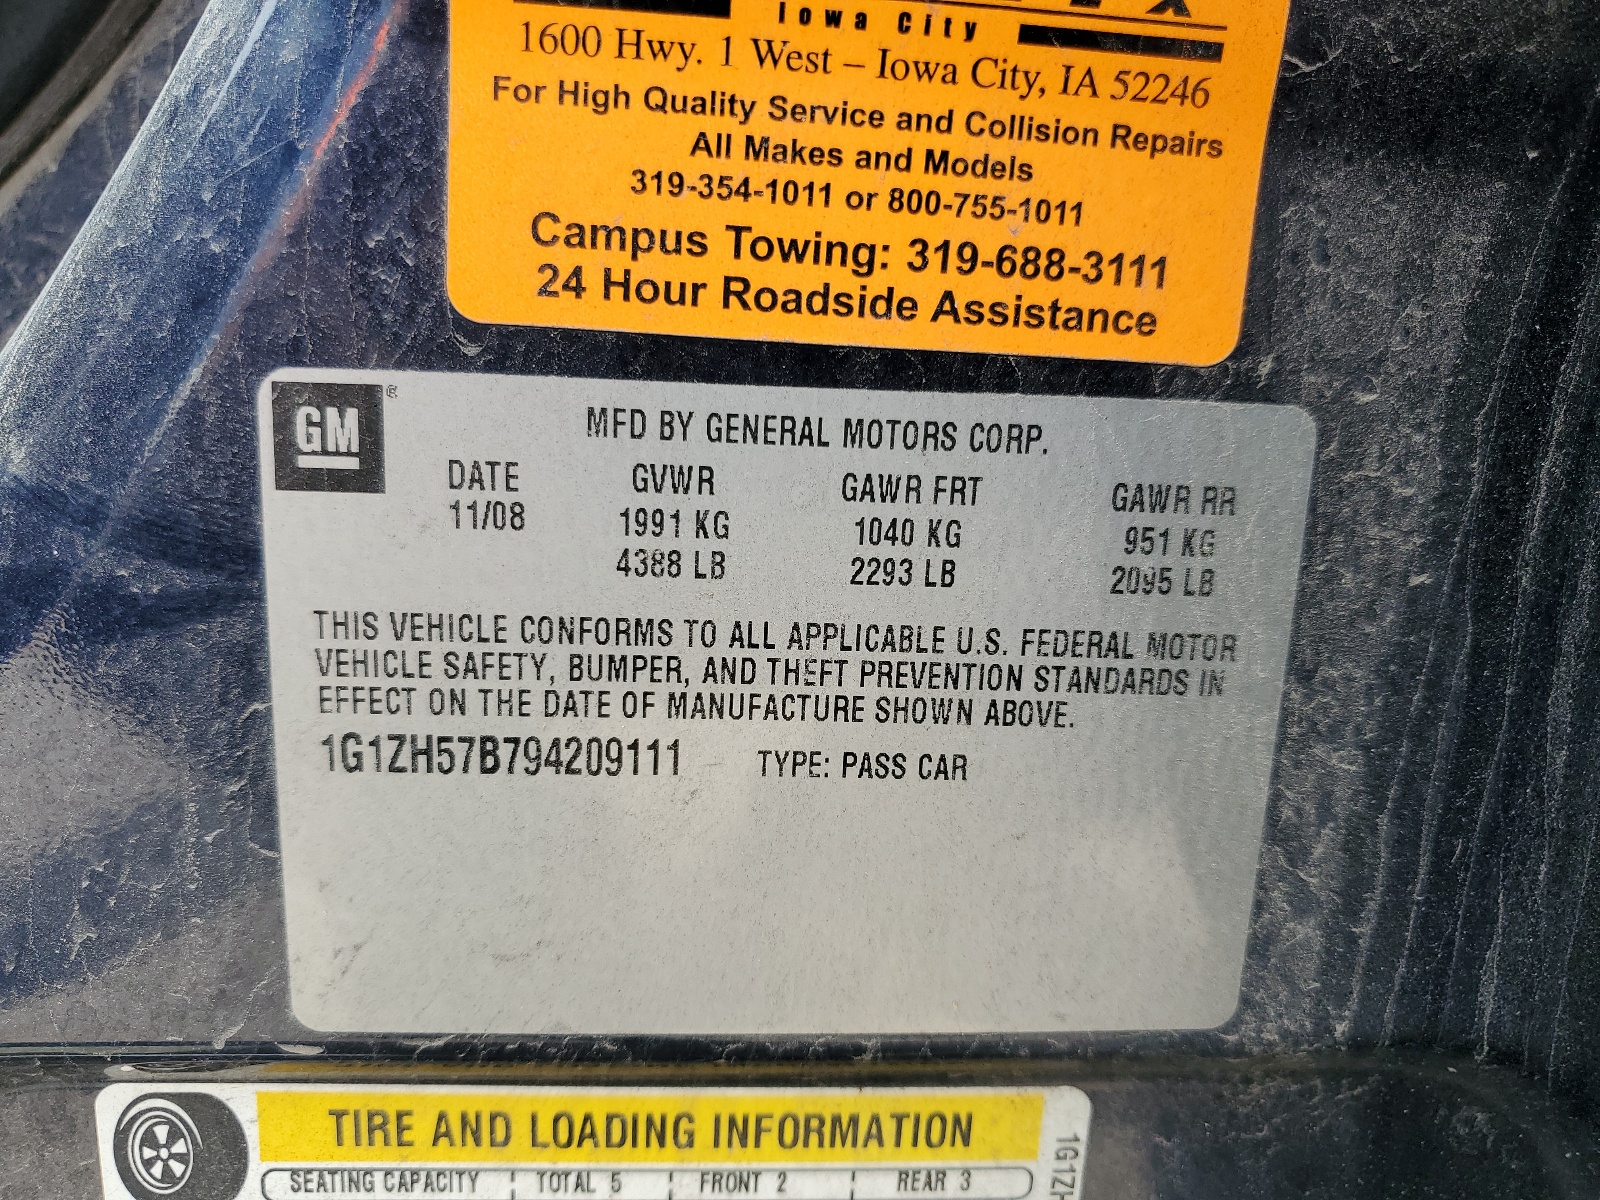 Iowa City
1600 Hwy. 1 West – Iowa City, IA 52246
For High Quality Service and Collision Repairs
All Makes and Models
319-354-1011 or 800-755-1011
Campus Towing: 319-688-3111
24 Hour Roadside Assistance
GM®
MFD BY GENERAL MOTORS CORP.
DATE GVWR GAWR FRT GAWR RR
11/08 1991 KG 1040 KG 951 KG
4388 LB 2293 LB 2095 LB
THIS VEHICLE CONFORMS TO ALL APPLICABLE U.S. FEDERAL MOTOR
VEHICLE SAFETY, BUMPER, AND THEFT PREVENTION STANDARDS IN
EFFECT ON THE DATE OF MANUFACTURE SHOWN ABOVE.
1G1ZH57B794209111 TYPE: PASS CAR
TIRE AND LOADING INFORMATION
SEATING CAPACITY TOTAL 5 FRONT 2 REAR 3
1G1ZH